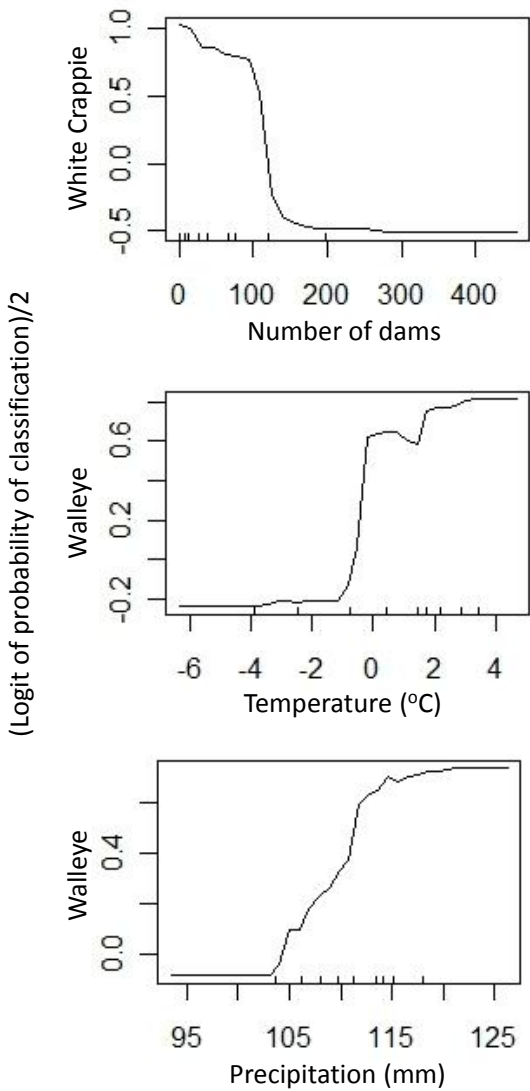 (Logit of probability of classification)/2
White Crappie
1.0
0.5
0.0
-0.5
0 100 200 300 400
Number of dams
Walleye
0.6
0.2
-0.2
-6 -4 -2 0 2 4
Temperature (°C)
Walleye
0.4
0.0
95 105 115 125
Precipitation (mm)